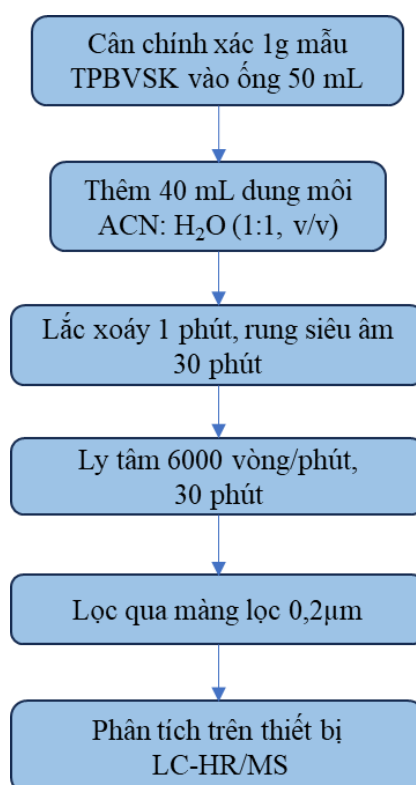 Cân chính xác 1g mẫu
TPBVSK vào ống 50 mL
Thêm 40 mL dung môi
ACN: H₂O (1:1, v/v)
Lắc xoáy 1 phút, rung siêu âm
30 phút
Ly tâm 6000 vòng/phút,
30 phút
Lọc qua màng lọc 0,2μm
Phân tích trên thiết bị
LC-HR/MS